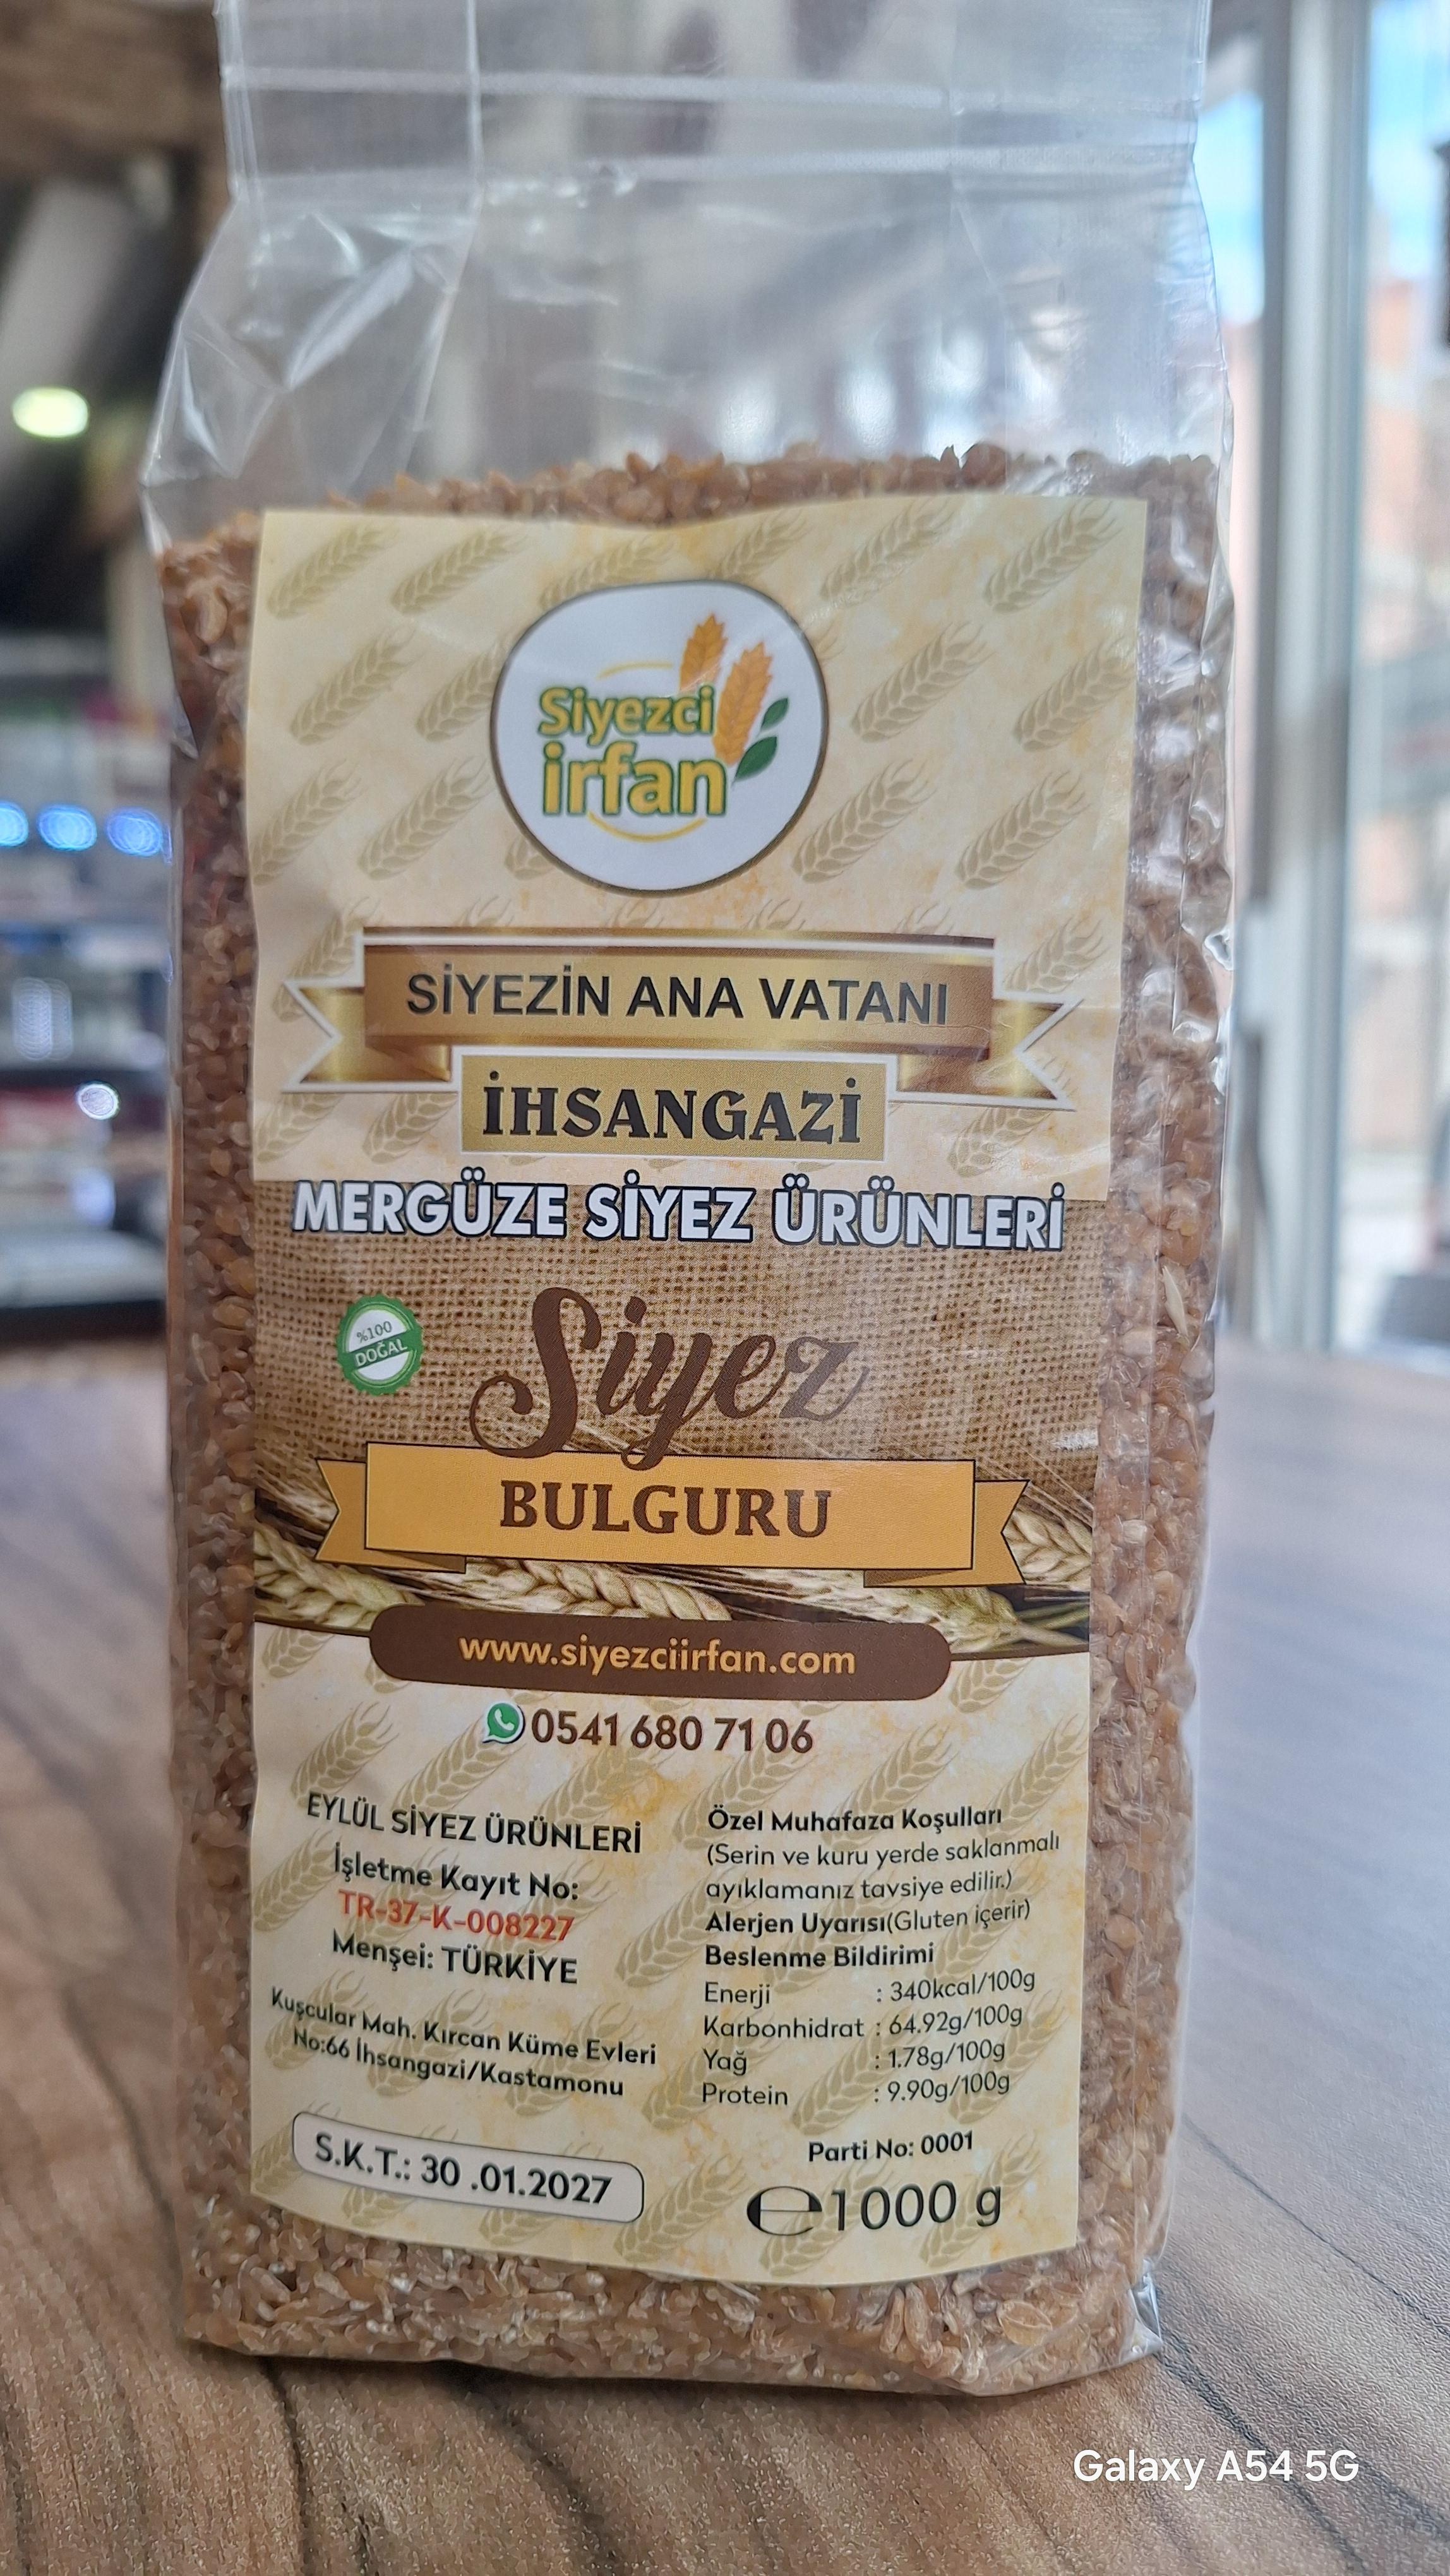 Siyezci
irfan
SİYEZİN ANA VATANI
İHSANGAZİ
MERGÜZE SİYEZ ÜRÜNLERİ
%100
DOĞAL
Siyez
BULGURU
www.siyezciirfan.com
0541 680 71 06
EYLÜL SİYEZ ÜRÜNLERİ
İşletme Kayıt No:
TR-37-K-008227
Menşei: TÜRKİYE
Kuşcular Mah. Kırcan Küme Evleri
No:66 İhsangazi/Kastamonu
S.K.T.: 30 .01.2027
Özel Muhafaza Koşulları
(Serin ve kuru yerde saklanmalı
ayıklamanız tavsiye edilir.)
Alerjen Uyarısı(Gluten içerir)
Beslenme Bildirimi
Enerji : 340kcal/100g
Karbonhidrat : 64.92g/100g
Yağ : 1.78g/100g
Protein : 9.90g/100g
Parti No: 0001
℮1000 g
Galaxy A54 5G